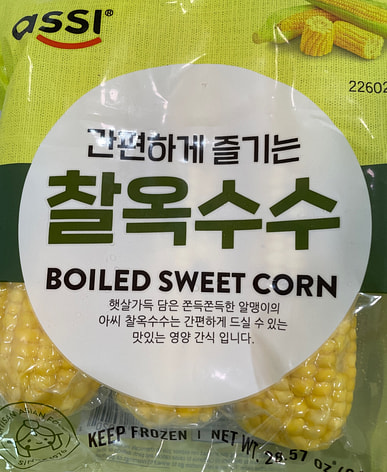 assi®
22602
간편하게 즐기는
찰옥수수
BOILED SWEET CORN
햇살가득 담은 쫀득쫀득한 알맹이의
아씨 찰옥수수는 간편하게 드실 수 있는
맛있는 영양 간식 입니다.
KEEP FROZEN | NET WT. 28.57 oz